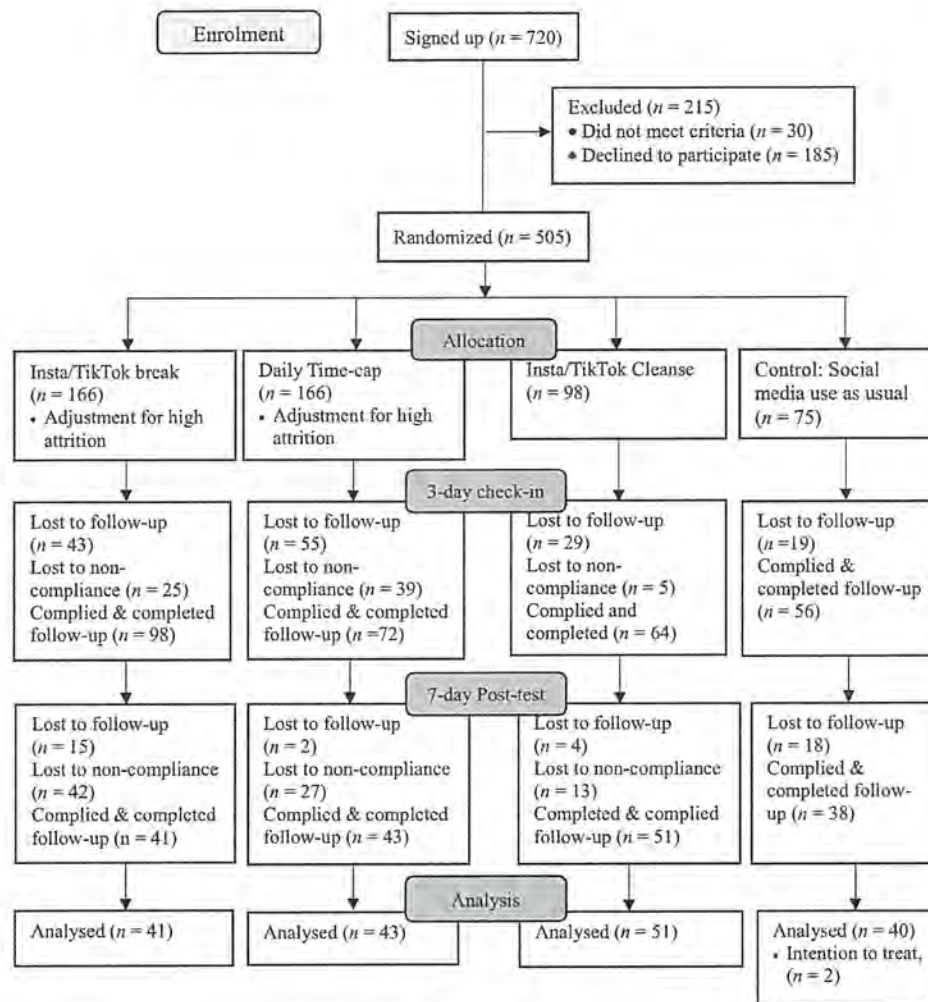 Enrolment
Signed up (n = 720)
Excluded (n = 215)
• Did not meet criteria (n = 30)
• Declined to participate (n = 185)
Randomized (n = 505)
Allocation
Insta/TikTok break
(n = 166)
• Adjustment for high
attrition
Daily Time-cap
(n = 166)
• Adjustment for high
attrition
Insta/TikTok Cleanse
(n = 98)
Control: Social
media use as usual
(n = 75)
3-day check-in
Lost to follow-up
(n = 43)
Lost to non-
compliance (n = 25)
Complied & completed
follow-up (n = 98)
Lost to follow-up
(n = 55)
Lost to non-
compliance (n = 39)
Complied & completed
follow-up (n =72)
Lost to follow-up
(n = 29)
Lost to non-
compliance (n = 5)
Complied and
completed (n = 64)
Lost to follow-up
(n =19)
Complied &
completed follow-up
(n = 56)
7-day Post-test
Lost to follow-up
(n = 15)
Lost to non-compliance
(n = 42)
Complied & completed
follow-up (n = 41)
Lost to follow-up
(n = 2)
Lost to non-compliance
(n = 27)
Complied & completed
follow-up (n = 43)
Lost to follow-up
(n = 4)
Lost to non-compliance
(n = 13)
Completed & complied
follow-up (n = 51)
Lost to follow-up
(n = 18)
Complied &
completed follow-
up (n = 38)
Analysis
Analysed (n = 41)
Analysed (n = 43)
Analysed (n = 51)
Analysed (n = 40)
• Intention to treat,
(n = 2)